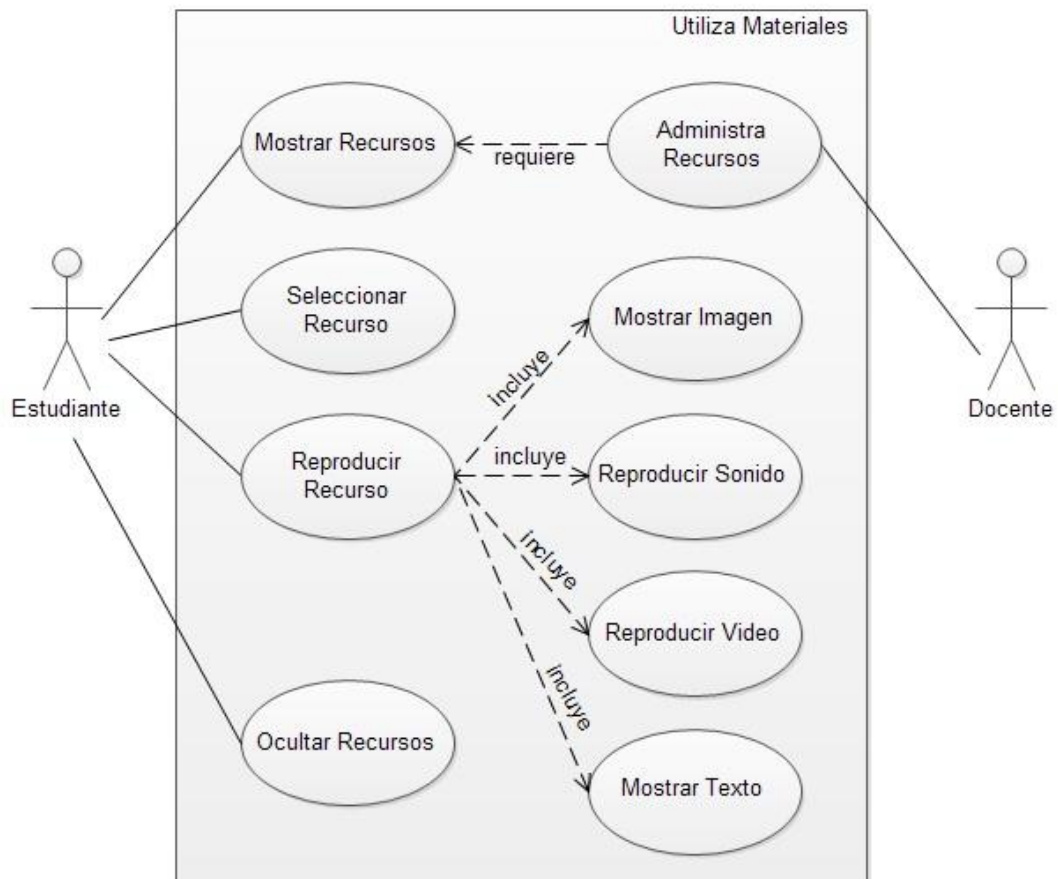 Utiliza Materiales
Mostrar Recursos
requiere
Administra
Recursos
Seleccionar
Recurso
Mostrar Imagen
incluye
Estudiante
Docente
Reproducir
Recurso
incluye
Reproducir Sonido
incluye
Reproducir Video
incluye
Ocultar Recursos
Mostrar Texto